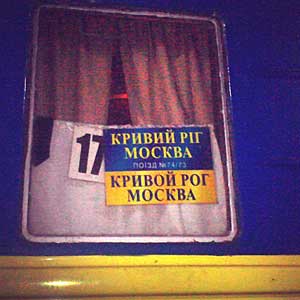 17
КРИВИЙ РІГ
МОСКВА
ПОЇЗД №74/73
КРИВОЙ РОГ
МОСКВА